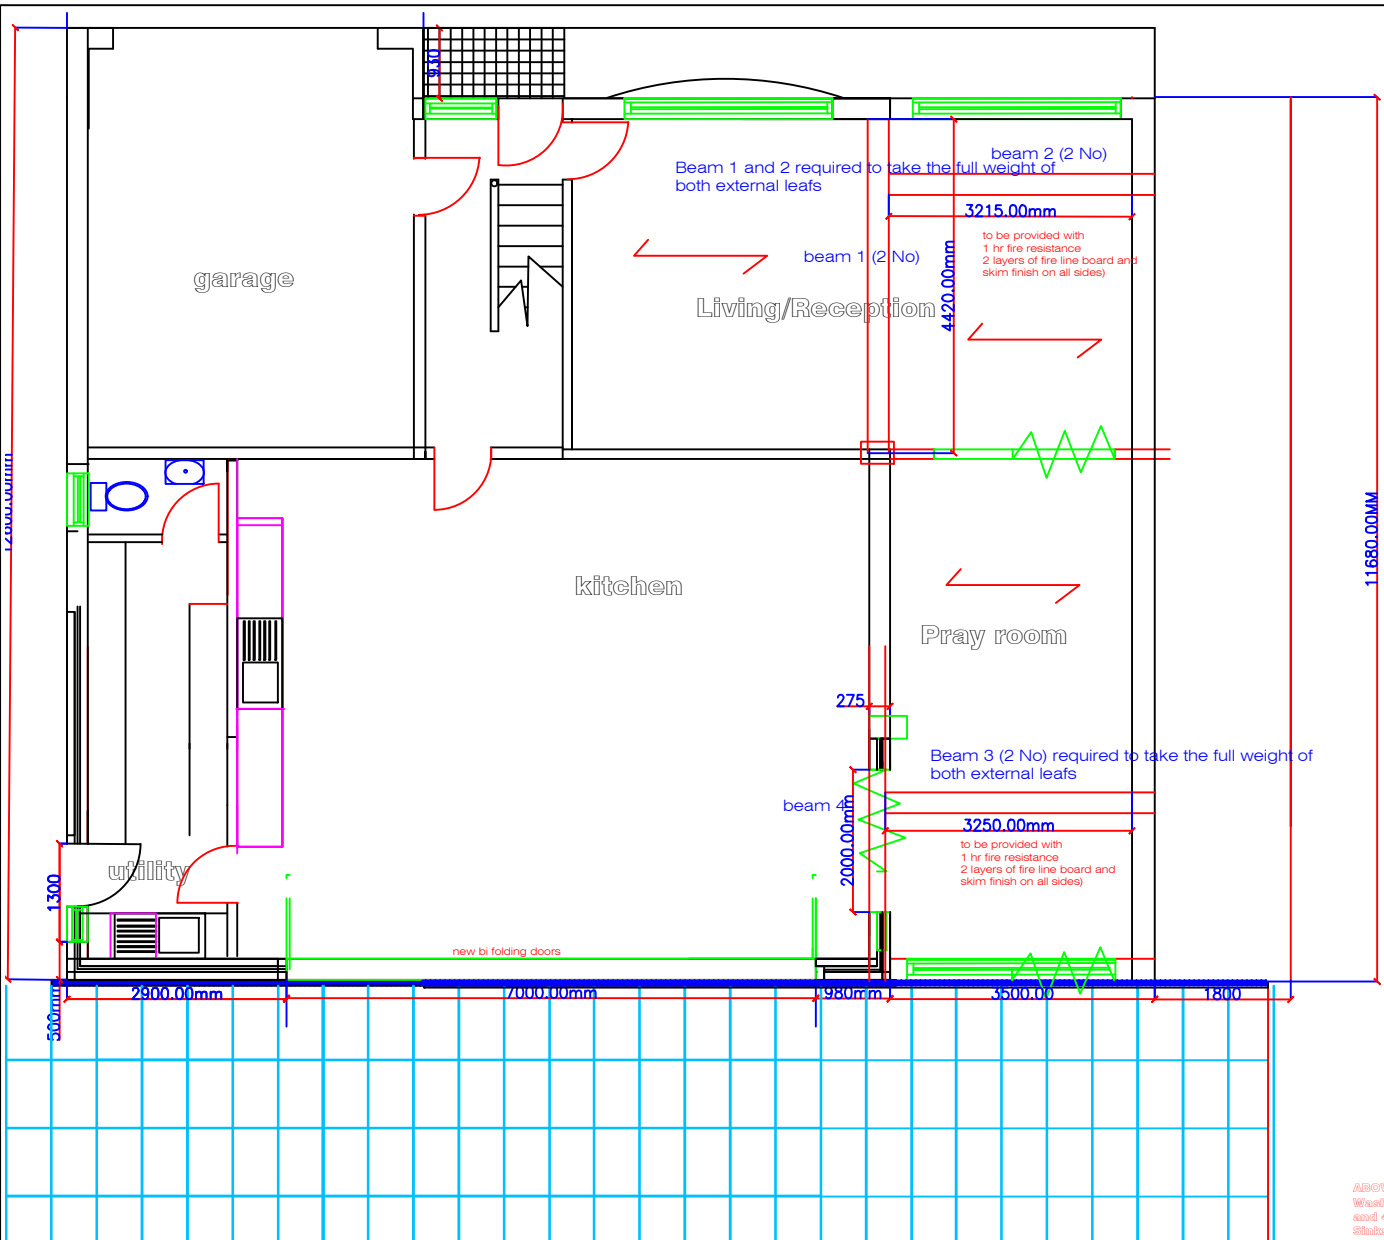 930
beam 2 (2 No)
Beam 1 and 2 required to take the full weight of
both external leafs
3215.00mm
to be provided with
1 hr fire resistance
2 layers of fire line board and
skim finish on all sides)
beam 1 (2 No)
garage
Living/Reception
4420.00mm
11680.00MM
kitchen
Pray room
275
Beam 3 (2 No) required to take the full weight of
both external leafs
beam 4
2000.00mm
3250.00mm
to be provided with
1 hr fire resistance
2 layers of fire line board and
skim finish on all sides)
utility
1300
new bi folding doors
2900.00mm
7000.00mm
980mm
3500.00
1800
500mm
and